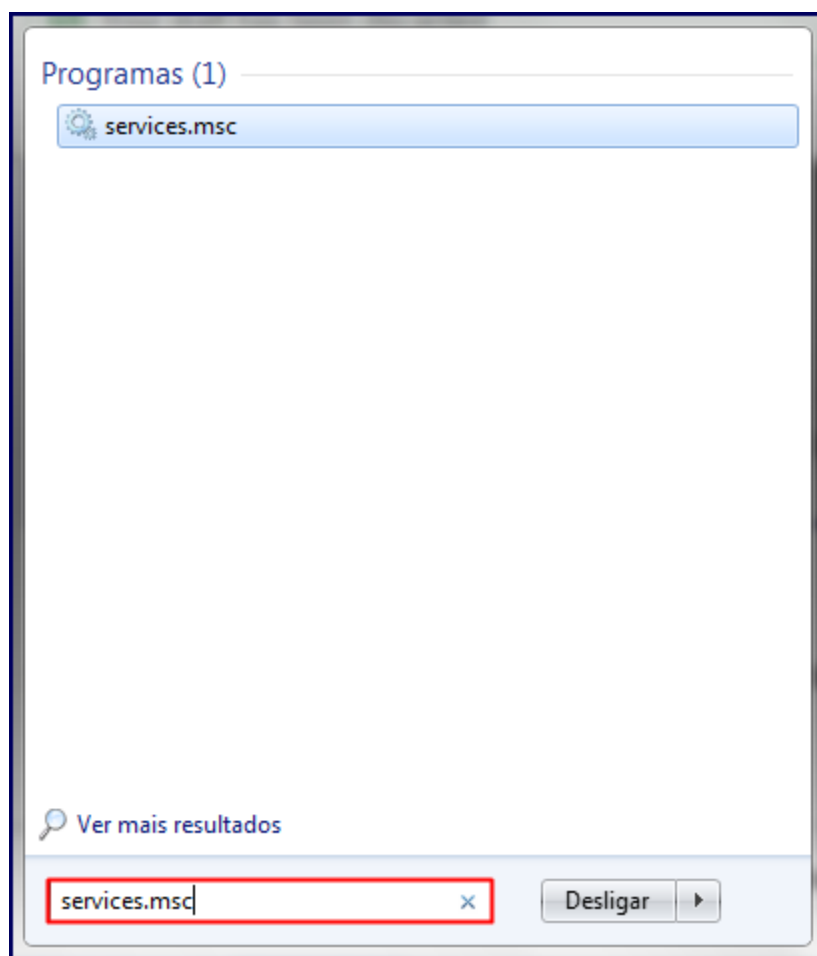 Programas (1)
services.msc
Ver mais resultados
services.msc
Desligar